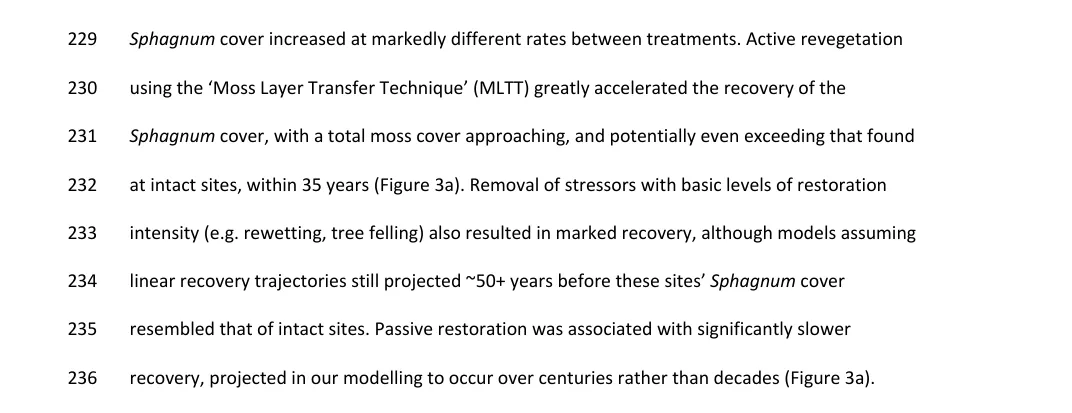 229 Sphagnum cover increased at markedly different rates between treatments. Active revegetation
230 using the ‘Moss Layer Transfer Technique’ (MLTT) greatly accelerated the recovery of the
231 Sphagnum cover, with a total moss cover approaching, and potentially even exceeding that found
232 at intact sites, within 35 years (Figure 3a). Removal of stressors with basic levels of restoration
233 intensity (e.g. rewetting, tree felling) also resulted in marked recovery, although models assuming
234 linear recovery trajectories still projected ~50+ years before these sites’ Sphagnum cover
235 resembled that of intact sites. Passive restoration was associated with significantly slower
236 recovery, projected in our modelling to occur over centuries rather than decades (Figure 3a).